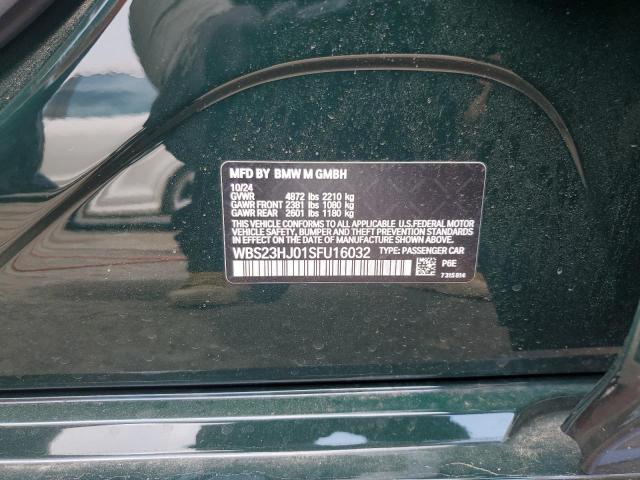 MFD BY BMW M GMBH
10/24
GVWR 4872 lbs 2210 kg
GAWR FRONT 2381 lbs 1080 kg
GAWR REAR 2601 lbs 1180 kg
THIS VEHICLE CONFORMS TO ALL APPLICABLE U.S.FEDERAL MOTOR
VEHICLE SAFETY, BUMPER AND THEFT PREVENTION STANDARDS
IN EFFECT ON THE DATE OF MANUFACTURE SHOWN ABOVE.
WBS23HJ01SFU16032 TYPE: PASSENGER CAR
P6E
7315814